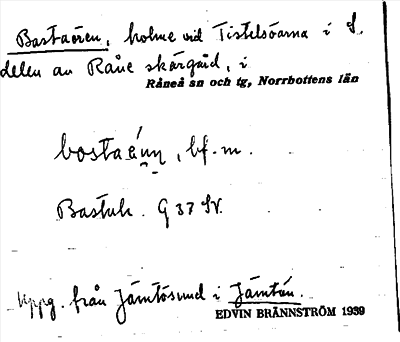 Bastaören, holme vid Tistelsöarna i S.
delen av Råne skärgård, i
Råneå sn och tg, Norrbottens län
bostaǽnn, bf. m.
Bastuh. G 37 SV.
Uppg. från Jämtösund i Jämtön.
EDVIN BRÄNNSTRÖM 1939